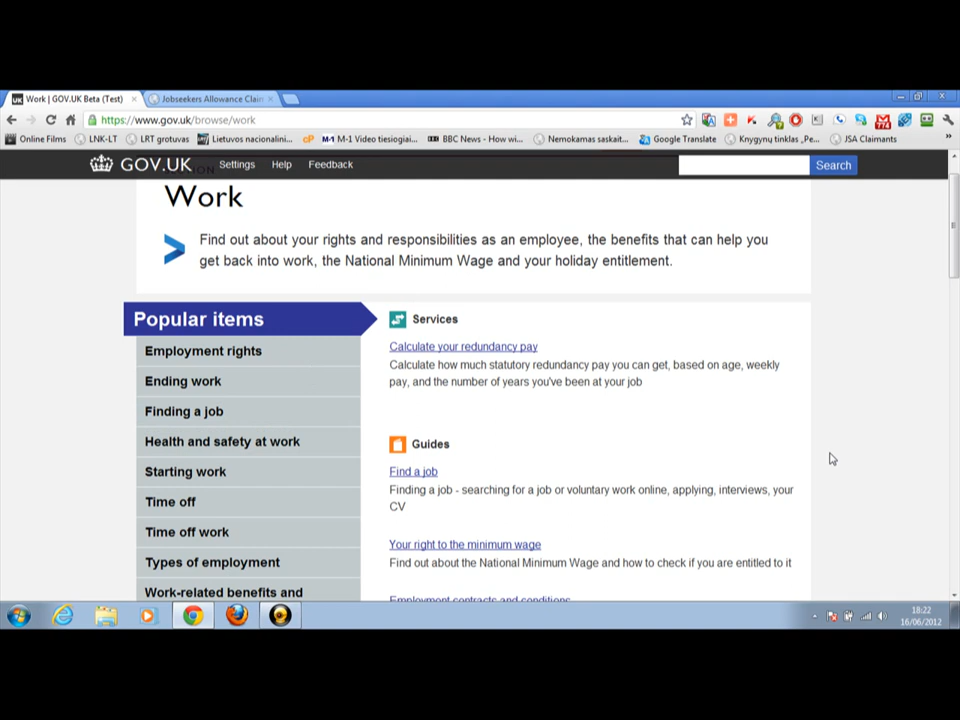 Work | GOV.UK Beta (Test)
Jobseekers Allowance Clain
https://www.gov.uk/browse/work
Online Films
LNK-LT
LRT grotuvas
Lietuvos nacionalini...
M-1 Video tiesiogiai...
BBC News - How wi...
Nemokamas saskait...
Google Translate
Knygynų tinklas „Pe...
JSA Claimants
GOV.UK
Settings
Help
Feedback
Search
Work
Find out about your rights and responsibilities as an employee, the benefits that can help you
get back into work, the National Minimum Wage and your holiday entitlement.
Popular items
Employment rights
Ending work
Finding a job
Health and safety at work
Starting work
Time off
Time off work
Types of employment
Work-related benefits and
Services
Calculate your redundancy pay
Calculate how much statutory redundancy pay you can get, based on age, weekly
pay, and the number of years you've been at your job
Guides
Find a job
Finding a job - searching for a job or voluntary work online, applying, interviews, your
CV
Your right to the minimum wage
Find out about the National Minimum Wage and how to check if you are entitled to it
Employment contracts and conditions
18:22
16/06/2012